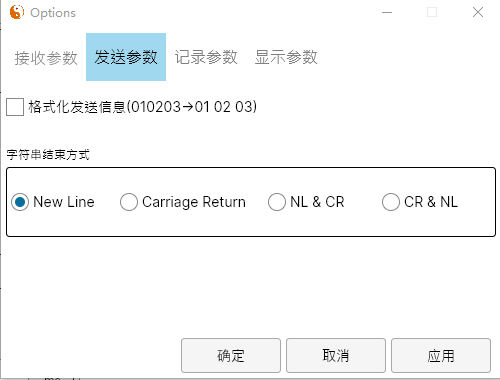 Options
接收参数 发送参数 记录参数 显示参数
格式化发送信息(010203→01 02 03)
字符串结束方式
New Line Carriage Return NL & CR CR & NL
确定 取消 应用